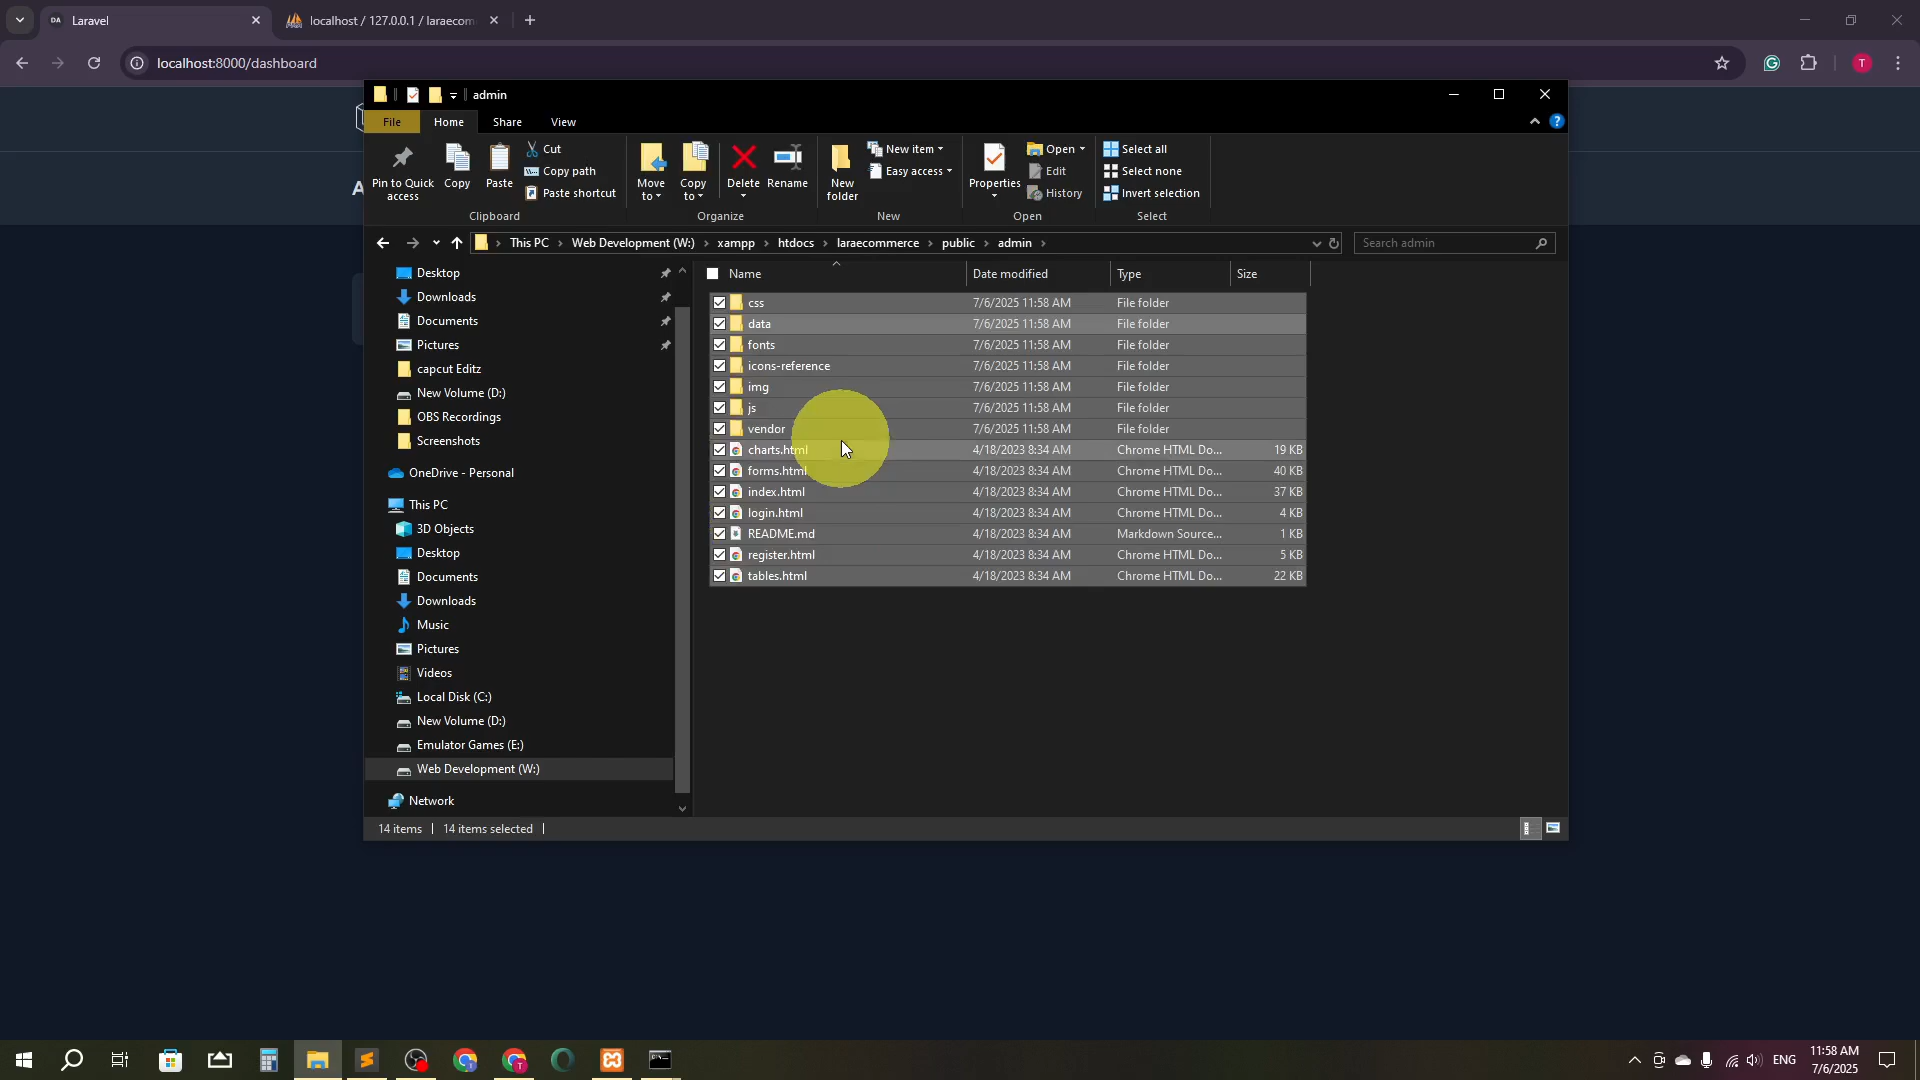 DA Laravel
localhost / 127.0.0.1 / laraecom
localhost:8000/dashboard
T
admin
File Home Share View
Pin to Quick access
Copy
Paste
Cut
Copy path
Paste shortcut
Move to
Copy to
Delete
Rename
New folder
New item
Easy access
Properties
Open
Edit
History
Select all
Select none
Invert selection
Clipboard Organize New Open Select
This PC Web Development (W:) xampp htdocs laraecommerce public admin
Search admin
Desktop
Downloads
Documents
Pictures
capcut Editz
New Volume (D:)
OBS Recordings
Screenshots
OneDrive - Personal
This PC
3D Objects
Desktop
Documents
Downloads
Music
Pictures
Videos
Local Disk (C:)
New Volume (D:)
Emulator Games (E:)
Web Development (W:)
Network
Name Date modified Type Size
css 7/6/2025 11:58 AM File folder
data 7/6/2025 11:58 AM File folder
fonts 7/6/2025 11:58 AM File folder
icons-reference 7/6/2025 11:58 AM File folder
img 7/6/2025 11:58 AM File folder
js 7/6/2025 11:58 AM File folder
vendor 7/6/2025 11:58 AM File folder
charts.html 4/18/2023 8:34 AM Chrome HTML Do... 19 KB
forms.html 4/18/2023 8:34 AM Chrome HTML Do... 40 KB
index.html 4/18/2023 8:34 AM Chrome HTML Do... 37 KB
login.html 4/18/2023 8:34 AM Chrome HTML Do... 4 KB
README.md 4/18/2023 8:34 AM Markdown Source... 1 KB
register.html 4/18/2023 8:34 AM Chrome HTML Do... 5 KB
tables.html 4/18/2023 8:34 AM Chrome HTML Do... 22 KB
14 items 14 items selected
ENG
11:58 AM
7/6/2025